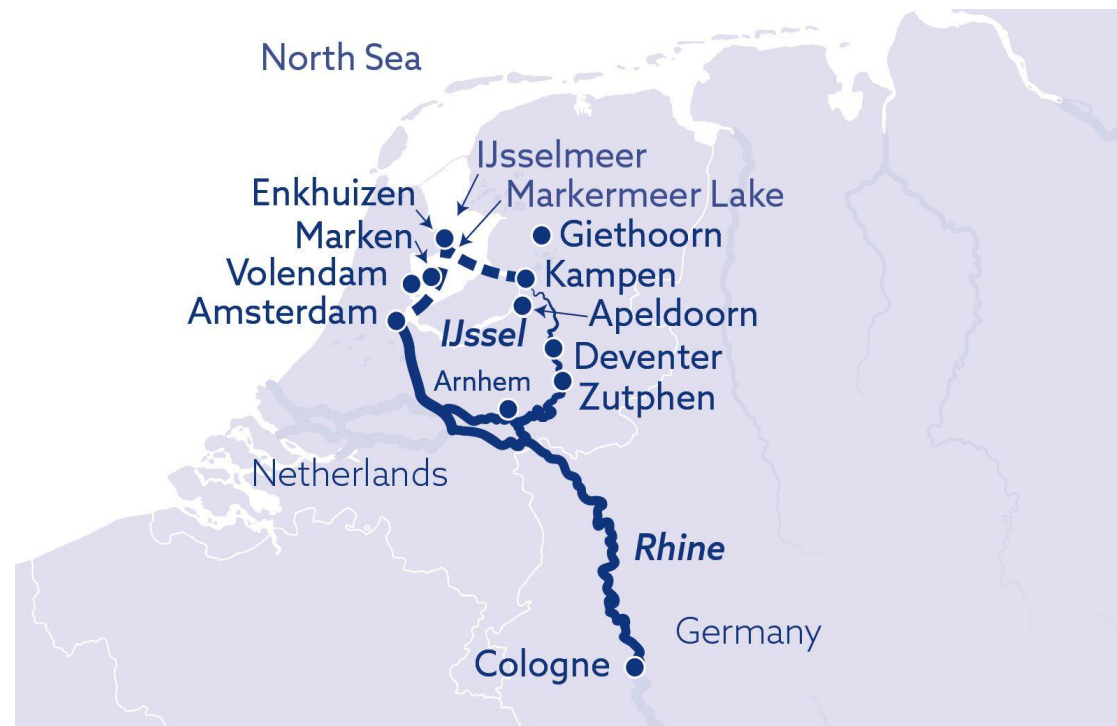 North Sea
IJsselmeer
Enkhuizen
Markermeer Lake
Marken
Giethoorn
Volendam
Kampen
Amsterdam
Apeldoorn
IJssel
Deventer
Arnhem
Zutphen
Netherlands
Rhine
Germany
Cologne